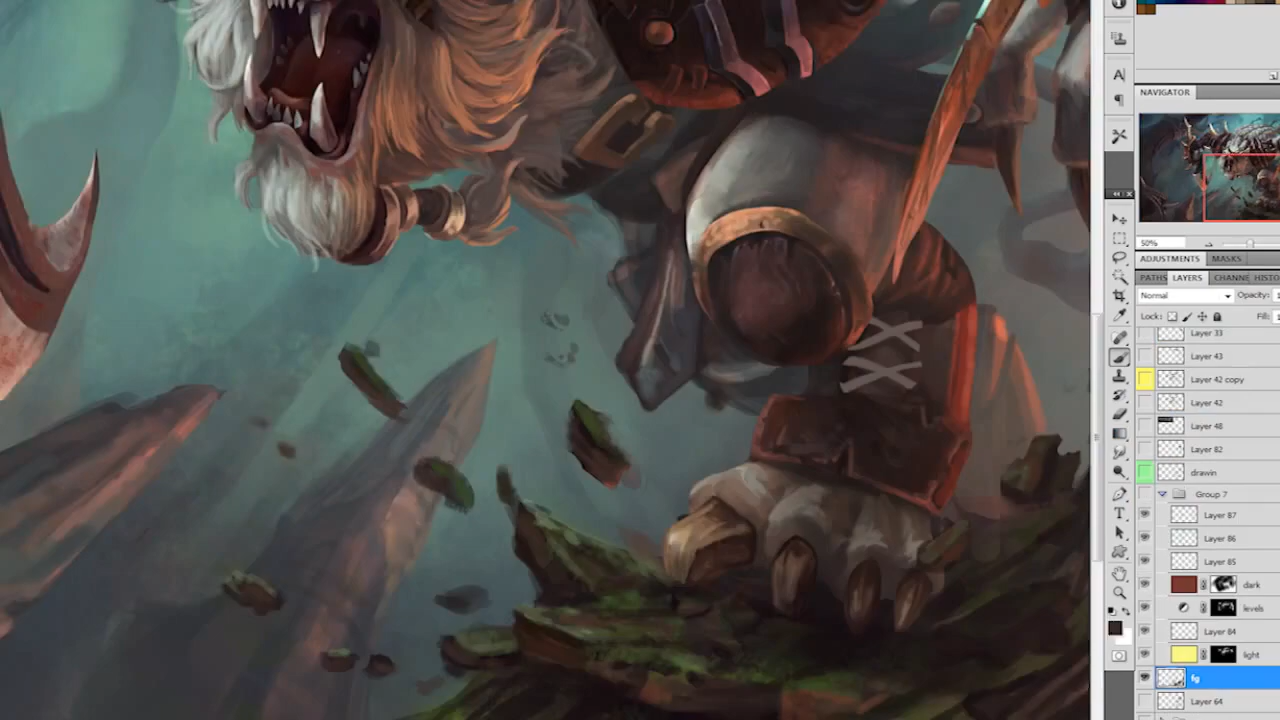 NAVIGATOR
50%
ADJUSTMENTS MASKS
PATHS LAYERS CHANNE HISTO
Normal Opacity: 1
Lock: Fill: 1
Layer 33
Layer 43
Layer 42 copy
Layer 42
Layer 48
Layer 82
drawin
Group 7
Layer 87
Layer 86
Layer 85
dark
levels
Layer 84
light
fg
Layer 64